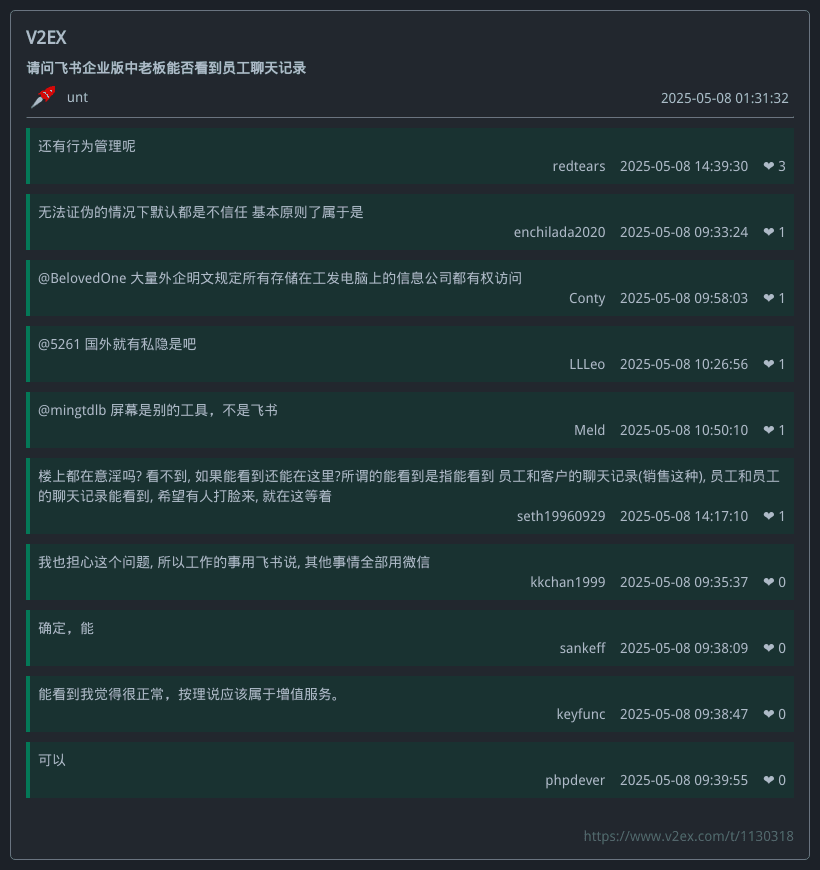 V2EX
请问飞书企业版中老板能否看到员工聊天记录
unt 2025-05-08 01:31:32
还有行为管理呢
redtears 2025-05-08 14:39:30 ❤ 3
无法证伪的情况下默认都是不信任 基本原则了属于是
enchilada2020 2025-05-08 09:33:24 ❤ 1
@BelovedOne 大量外企明文规定所有存储在工发电脑上的信息公司都有权访问
Conty 2025-05-08 09:58:03 ❤ 1
@5261 国外就有私隐是吧
LLLeo 2025-05-08 10:26:56 ❤ 1
@mingtdlb 屏幕是别的工具，不是飞书
Meld 2025-05-08 10:50:10 ❤ 1
楼上都在意淫吗? 看不到, 如果能看到还能在这里?所谓的能看到是指能看到 员工和客户的聊天记录(销售这种), 员工和员工
的聊天记录能看到, 希望有人打脸来, 就在这等着
seth19960929 2025-05-08 14:17:10 ❤ 1
我也担心这个问题, 所以工作的事用飞书说, 其他事情全部用微信
kkchan1999 2025-05-08 09:35:37 ❤ 0
确定，能
sankeff 2025-05-08 09:38:09 ❤ 0
能看到我觉得很正常，按理说应该属于增值服务。
keyfunc 2025-05-08 09:38:47 ❤ 0
可以
phpdever 2025-05-08 09:39:55 ❤ 0
https://www.v2ex.com/t/1130318